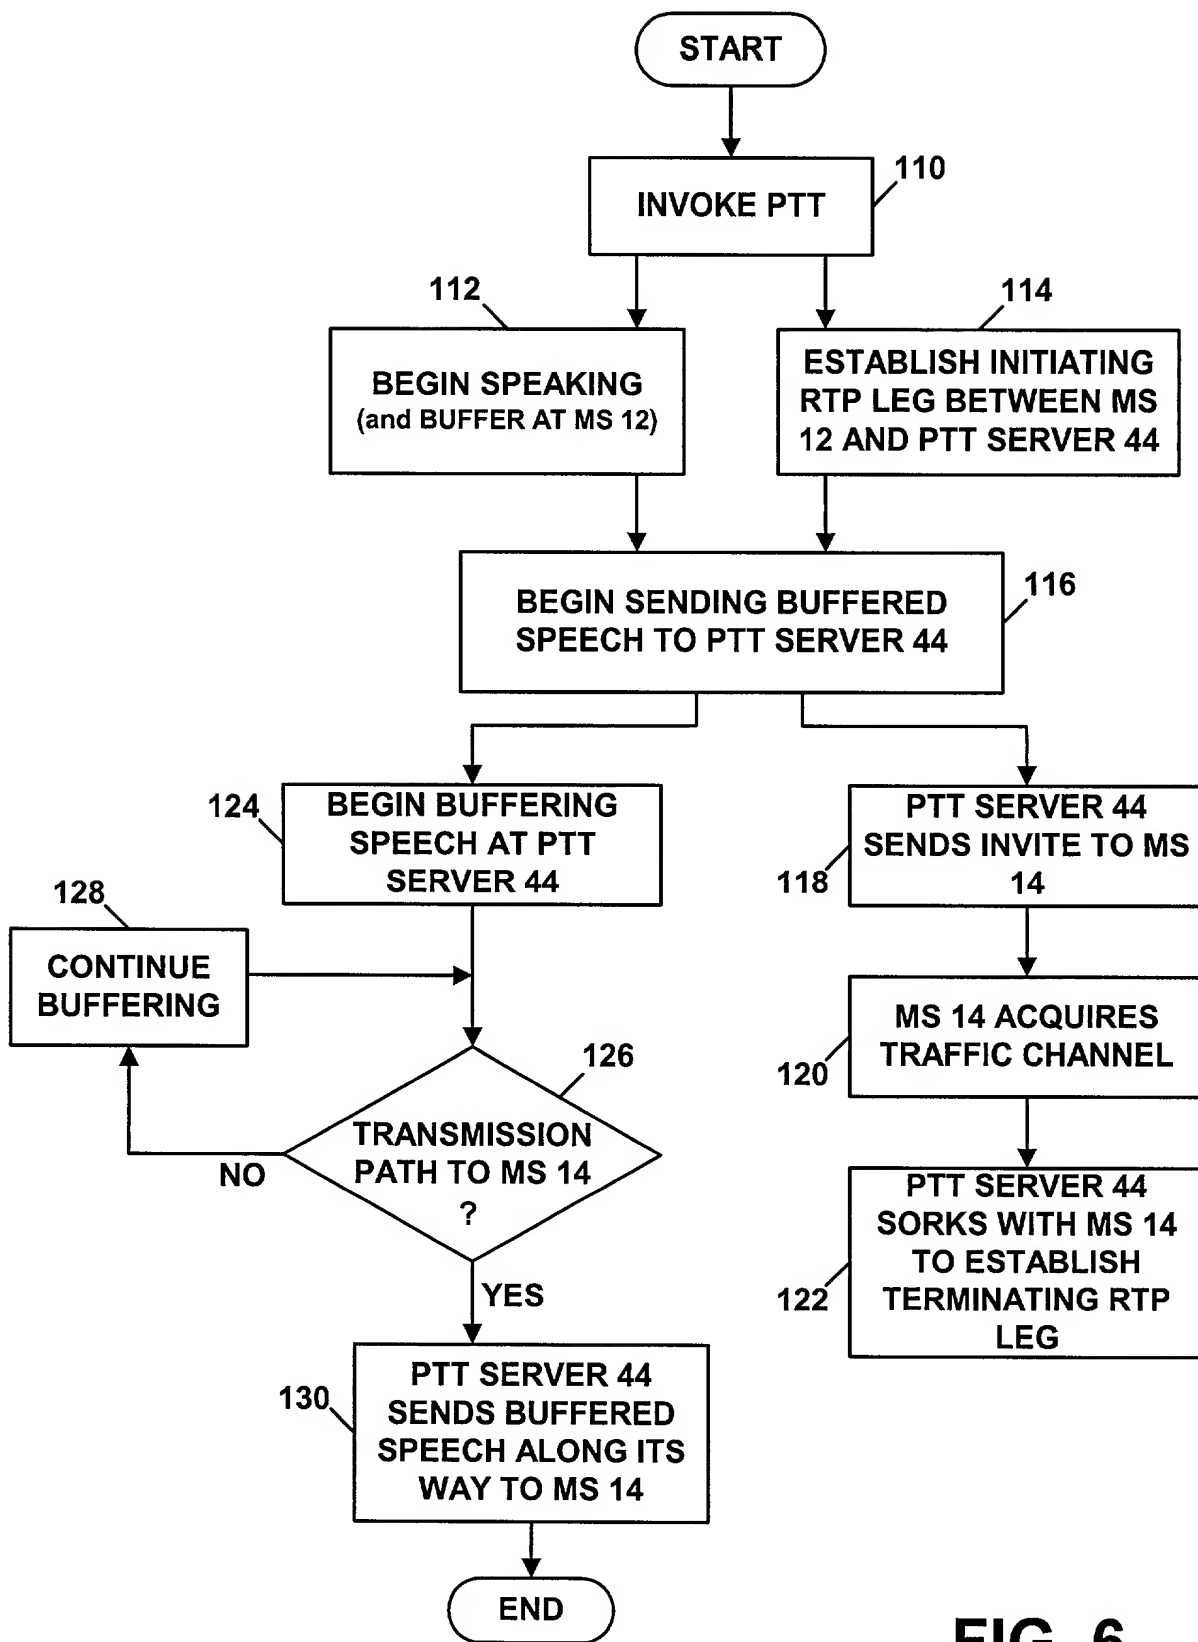 START
INVOKE PTT
110
112
114
BEGIN SPEAKING
(and BUFFER AT MS 12)
ESTABLISH INITIATING
RTP LEG BETWEEN MS
12 AND PTT SERVER 44
BEGIN SENDING BUFFERED
SPEECH TO PTT SERVER 44
116
124
BEGIN BUFFERING
SPEECH AT PTT
SERVER 44
PTT SERVER 44
SENDS INVITE TO MS
14
118
128
CONTINUE
BUFFERING
MS 14 ACQUIRES
TRAFFIC CHANNEL
120
126
TRANSMISSION
PATH TO MS 14
?
NO
YES
PTT SERVER 44
SORKS WITH MS 14
TO ESTABLISH
TERMINATING RTP
LEG
122
130
PTT SERVER 44
SENDS BUFFERED
SPEECH ALONG ITS
WAY TO MS 14
END
FIG. 6